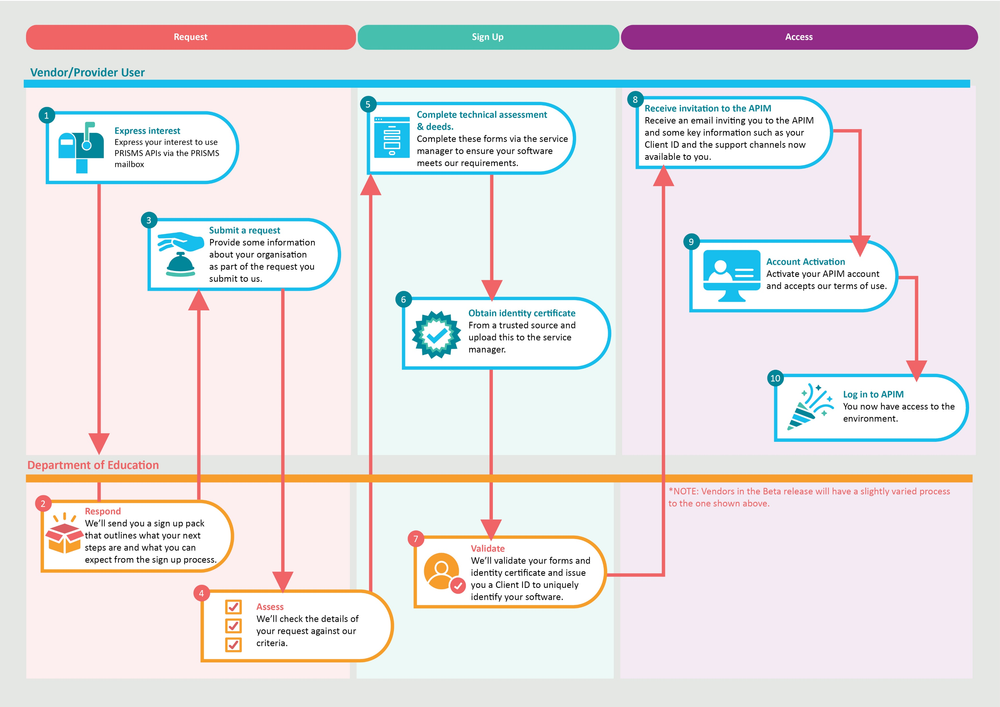 Request
Sign Up
Access
Vendor/Provider User
1
Express interest
Express your interest to use
PRISMS APIs via the PRISMS
mailbox
3
Submit a request
Provide some information
about your organisation
as part of the request you
submit to us.
5
Complete technical assessment
& deeds.
Complete these forms via the service
manager to ensure your software
meets our requirements.
6
Obtain identity certificate
From a trusted source and
upload this to the service
manager.
8
Receive invitation to the APIM
Receive an email inviting you to the APIM
and some key information such as your
Client ID and the support channels now
available to you.
9
Account Activation
Activate your APIM account
and accepts our terms of use.
10
Log in to APIM
You now have access to the
environment.
Department of Education
2
Respond
We’ll send you a sign up pack
that outlines what your next
steps are and what you can
expect from the sign up process.
4
Assess
We’ll check the details of
your request against our
criteria.
7
Validate
We’ll validate your forms and
identity certificate and issue
you a Client ID to uniquely
identify your software.
*NOTE: Vendors in the Beta release will have a slightly varied process
to the one shown above.